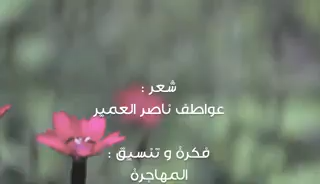 شعر :
عواطف ناصر العمير
فكرة و تنسيق :
المهاجرة